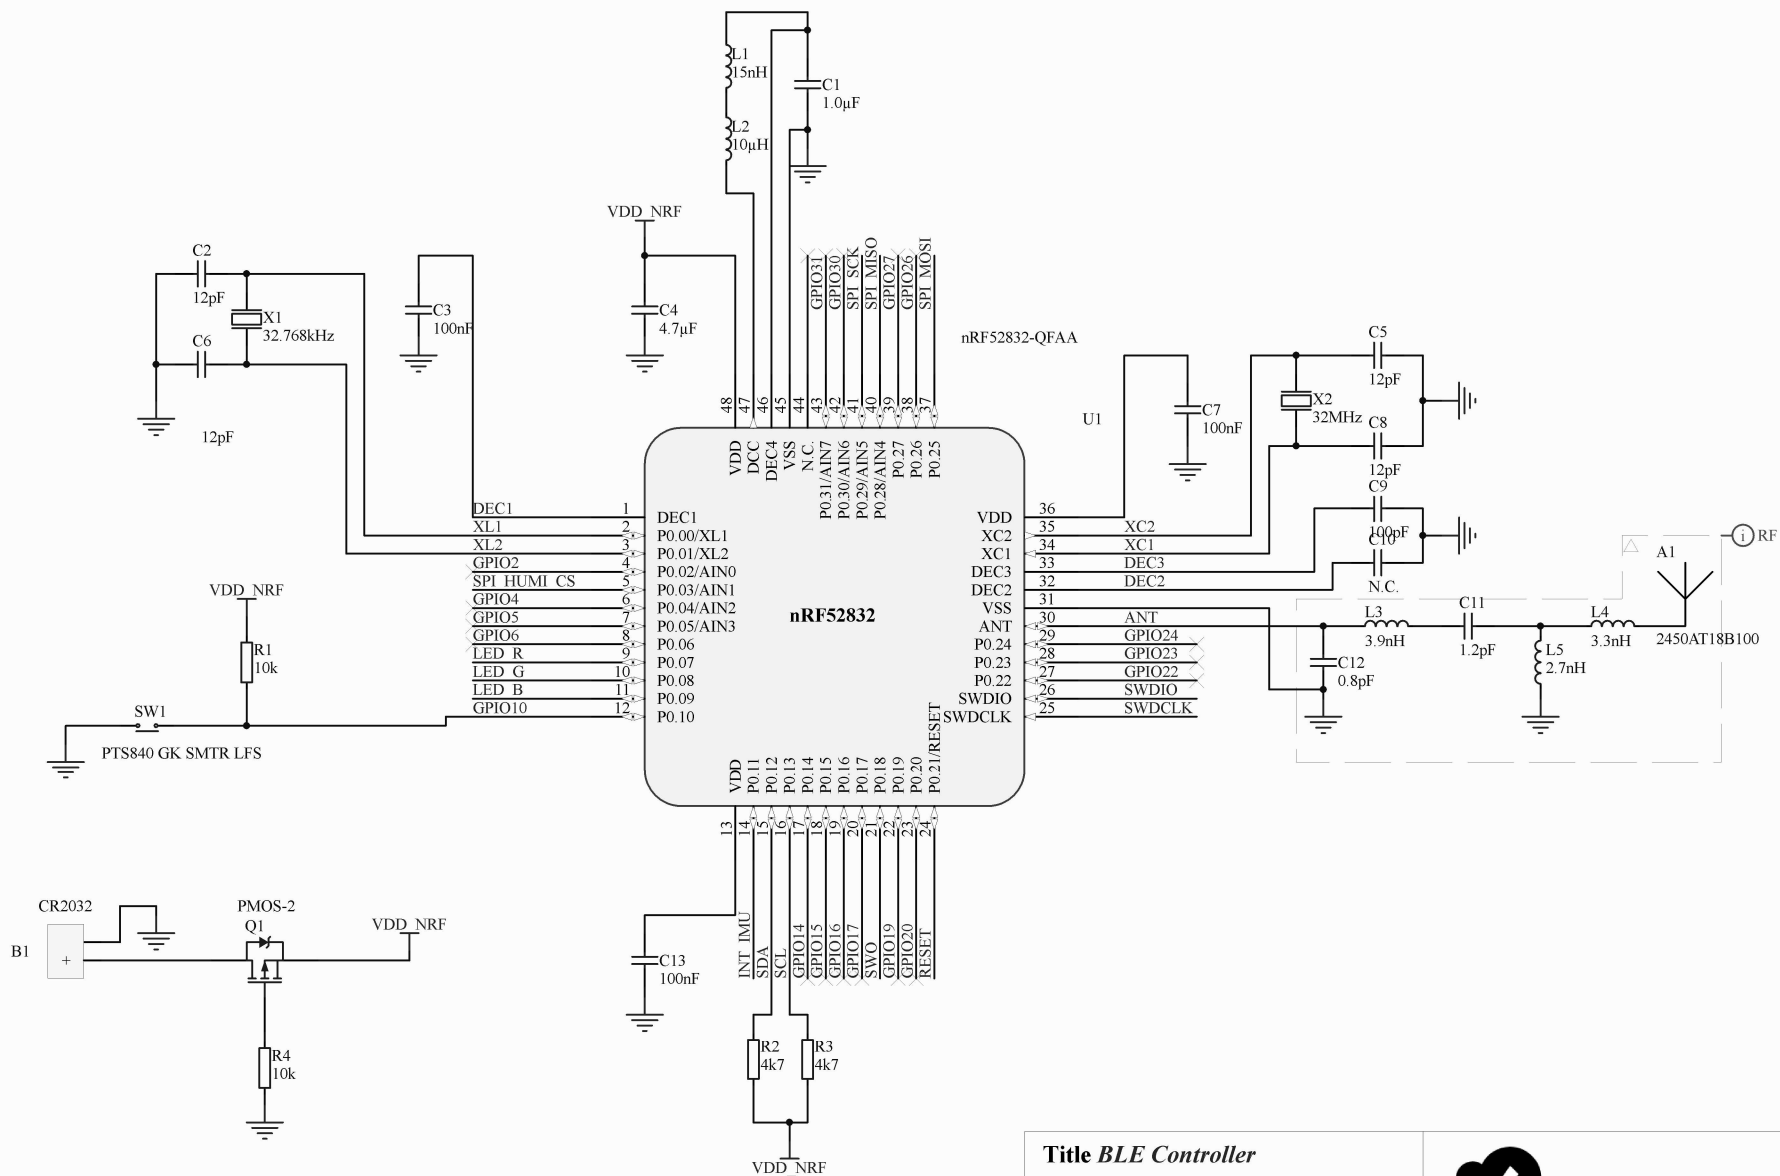 L1
15nH
C1
1.0µF
L2
10µH
VDD_NRF
C2
12pF
X1
32.768kHz
C6
12pF
C3
100nF
C4
4.7µF
GPIO31
GPIO30
SPI_SCK
SPI_MISO
GPIO27
GPIO26
SPI_MOSI
nRF52832-QFAA
U1
48
47
46
45
44
43
42
41
40
39
38
37
VDD
DCC
DEC4
VSS
N.C.
P0.31/AIN7
P0.30/AIN6
P0.29/AIN5
P0.28/AIN4
P0.27
P0.26
P0.25
C7
100nF
C5
12pF
X2
32MHz
C8
12pF
C9
100pF
C10
N.C.
DEC1 1 DEC1
XL1 2 P0.00/XL1
XL2 3 P0.01/XL2
GPIO2 4 P0.02/AIN0
SPI_HUMI_CS 5 P0.03/AIN1
GPIO4 6 P0.04/AIN2
GPIO5 7 P0.05/AIN3
GPIO6 8 P0.06
LED_R 9 P0.07
LED_G 10 P0.08
LED_B 11 P0.09
GPIO10 12 P0.10
nRF52832
VDD 36
XC2 35 XC2
XC1 34 XC1
DEC3 33 DEC3
DEC2 32 DEC2
VSS 31
ANT 30 ANT
P0.24 29 GPIO24
P0.23 28 GPIO23
P0.22 27 GPIO22
SWDIO 26 SWDIO
SWDCLK 25 SWDCLK
i RF
A1
2450AT18B100
L3
3.9nH
C11
1.2pF
L4
3.3nH
L5
2.7nH
C12
0.8pF
VDD_NRF
R1
10k
SW1
PTS840 GK SMTR LFS
VDD
P0.11
P0.12
P0.13
P0.14
P0.15
P0.16
P0.17
P0.18
P0.19
P0.20
P0.21/RESET
13
14
15
16
17
18
19
20
21
22
23
24
INT_IMU
SDA
SCL
GPIO14
GPIO15
GPIO16
GPIO17
SWO
GPIO19
GPIO20
RESET
C13
100nF
CR2032
B1
+
PMOS-2
Q1
VDD_NRF
R4
10k
R2
4k7
R3
4k7
VDD_NRF
Title BLE Controller